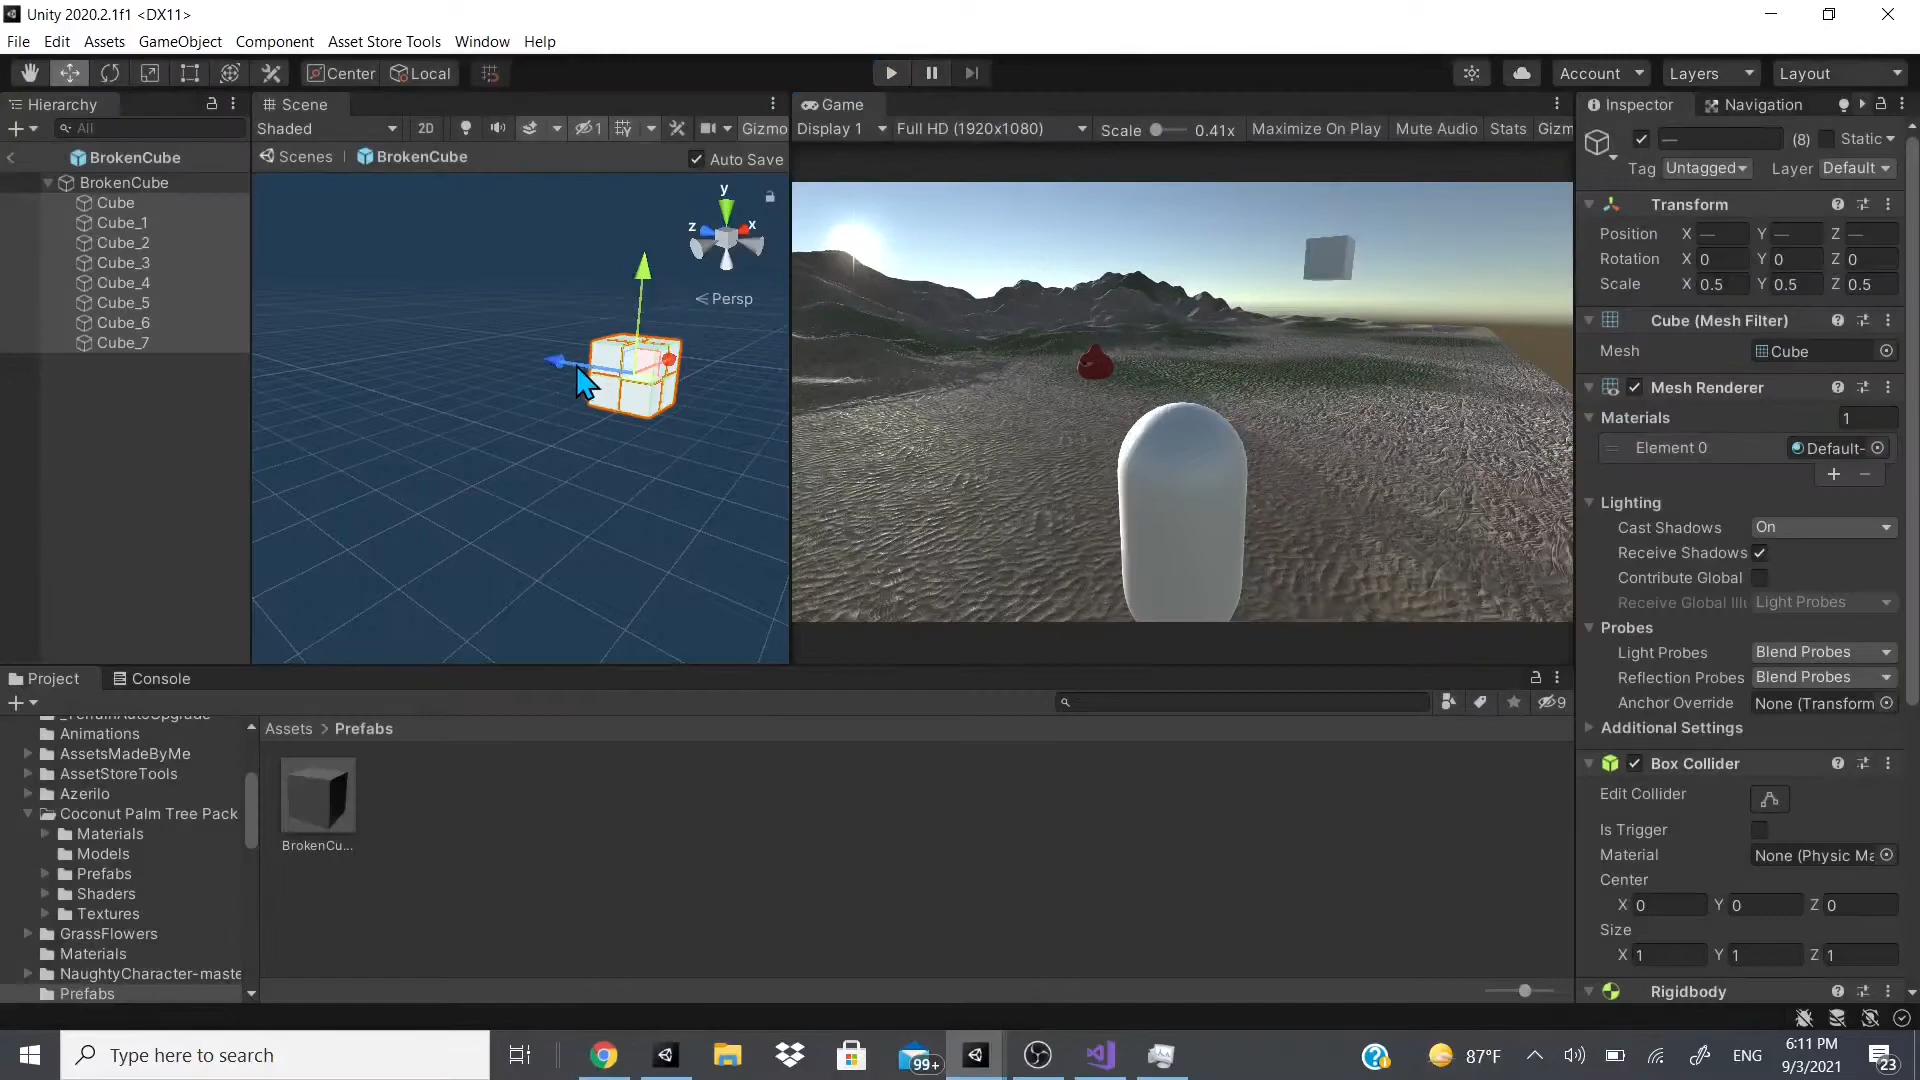 Unity 2020.2.1f1 <DX11>
File Edit Assets GameObject Component Asset Store Tools Window Help
Center Local Account Layers Layout
Hierarchy
All
BrokenCube
BrokenCube
Cube
Cube_1
Cube_2
Cube_3
Cube_4
Cube_5
Cube_6
Cube_7
Scene
Shaded 2D 1 Gizmo
Scenes BrokenCube Auto Save
y
z x
Persp
Game
Display 1 Full HD (1920x1080) Scale 0.41x Maximize On Play Mute Audio Stats Gizm
Inspector Navigation
— (8) Static
Tag Untagged Layer Default
Transform
Position X — Y — Z —
Rotation X 0 Y 0 Z 0
Scale X 0.5 Y 0.5 Z 0.5
Cube (Mesh Filter)
Mesh Cube
Mesh Renderer
Materials 1
Element 0 Default-
Lighting
Cast Shadows On
Receive Shadows
Contribute Global
Receive Global Illu Light Probes
Probes
Light Probes Blend Probes
Reflection Probes Blend Probes
Anchor Override None (Transform
Additional Settings
Box Collider
Edit Collider
Is Trigger
Material None (Physic Ma
Center
X 0 Y 0 Z 0
Size
X 1 Y 1 Z 1
Rigidbody
Project Console
9
_TerrainAutoUpgrade
Animations
AssetsMadeByMe
AssetStoreTools
Azerilo
Coconut Palm Tree Pack
Materials
Models
Prefabs
Shaders
Textures
GrassFlowers
Materials
NaughtyCharacter-maste
Prefabs
Assets > Prefabs
BrokenCu...
Type here to search
99+
87°F
ENG
6:11 PM
9/3/2021
23